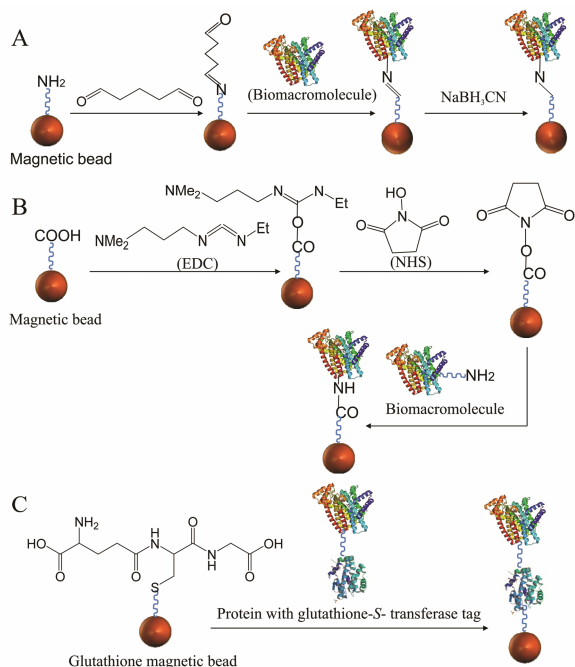 A
O
NH₂
O
O
N
(Biomacromolecule)
N
NaBH₃CN
N
Magnetic bead
B
COOH
NMe₂
N
N
Et
(EDC)
NMe₂
N
N
Et
O
CO
HO
N
O
O
(NHS)
O
N
O
O
CO
Magnetic bead
NH
CO
NH₂
Biomacromolecule
C
NH₂
HO
O
O
H
N
O
N
H
O
OH
S
Protein with glutathione-S- transferase tag
Glutathione magnetic bead